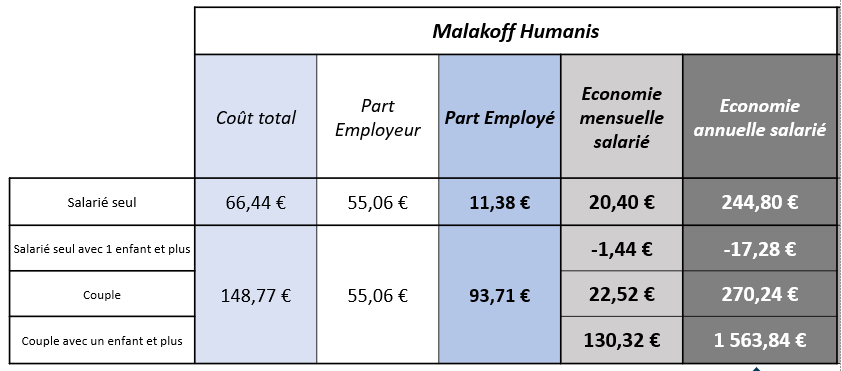 Malakoff Humanis
Coût total
Part
Employeur
Part Employé
Economie
mensuelle
salarié
Economie
annuelle salarié
Salarié seul
66,44 €
55,06 €
11,38 €
20,40 €
244,80 €
Salarié seul avec 1 enfant et plus
-1,44 €
-17,28 €
Couple
148,77 €
55,06 €
93,71 €
22,52 €
270,24 €
Couple avec un enfant et plus
130,32 €
1 563,84 €